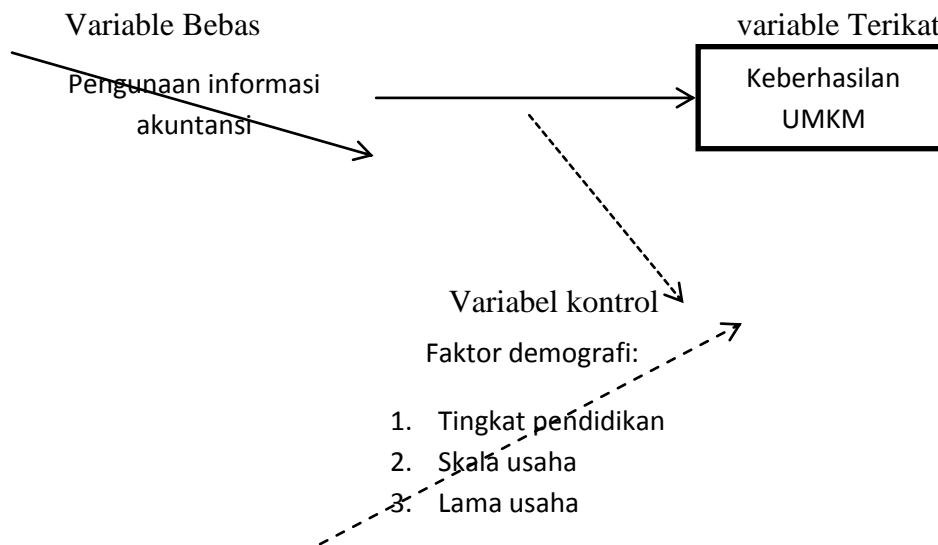 Variable Bebas
variable Terikat
Pengunaan informasi
akuntansi
Keberhasilan
UMKM
Variabel kontrol
Faktor demografi:
1. Tingkat pendidikan
2. Skala usaha
3. Lama usaha